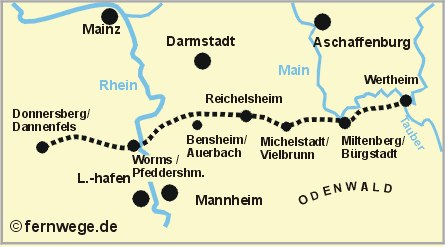 Mainz
Darmstadt
Aschaffenburg
Rhein
Main
Wertheim
Donnersberg/
Dannenfels
Reichelsheim
Tauber
Bensheim/
Auerbach
Michelstadt/
Vielbrunn
Miltenberg/
Bürgstadt
Worms /
Pfeddershm.
L.-hafen
Mannheim
ODENWALD
© fernwege.de